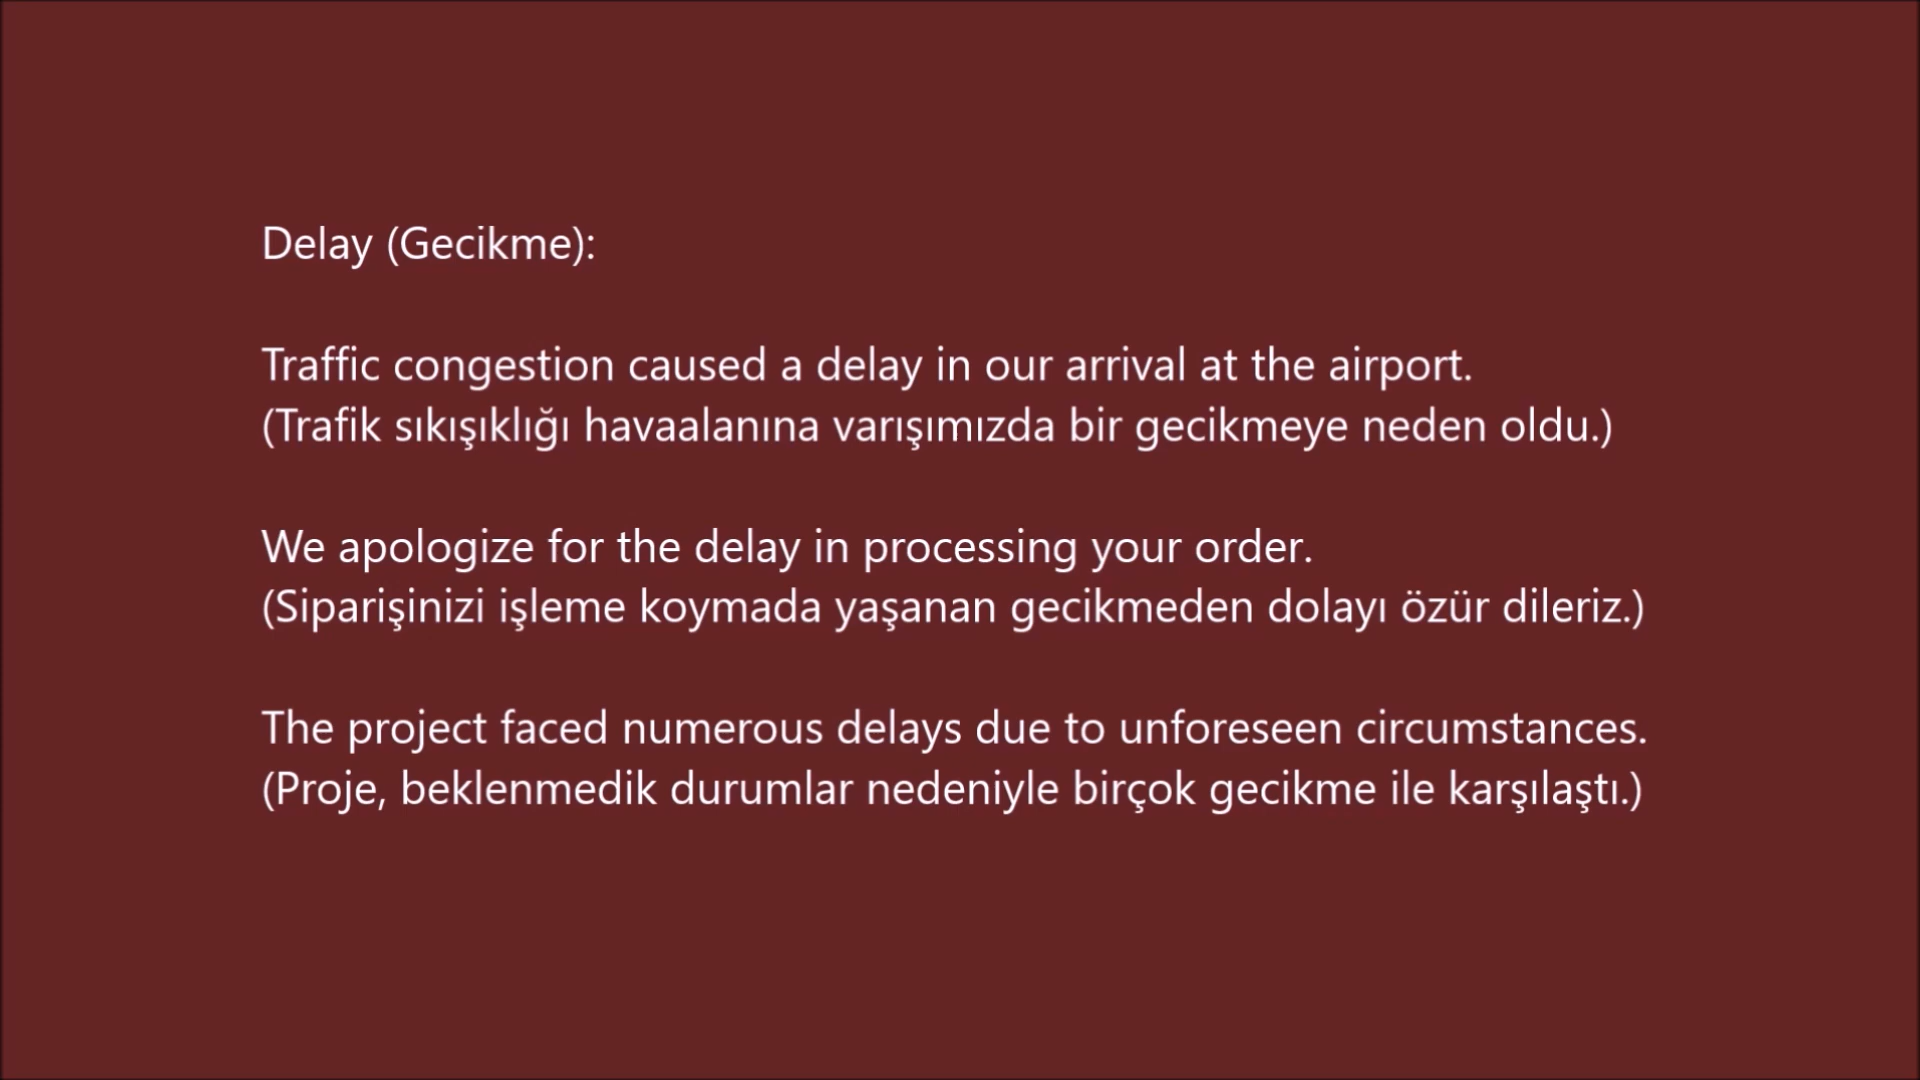 Delay (Gecikme):
Traffic congestion caused a delay in our arrival at the airport.
(Trafik sıkışıklığı havaalanına varışımızda bir gecikmeye neden oldu.)
We apologize for the delay in processing your order.
(Siparişinizi işleme koymada yaşanan gecikmeden dolayı özür dileriz.)
The project faced numerous delays due to unforeseen circumstances.
(Proje, beklenmedik durumlar nedeniyle birçok gecikme ile karşılaştı.)